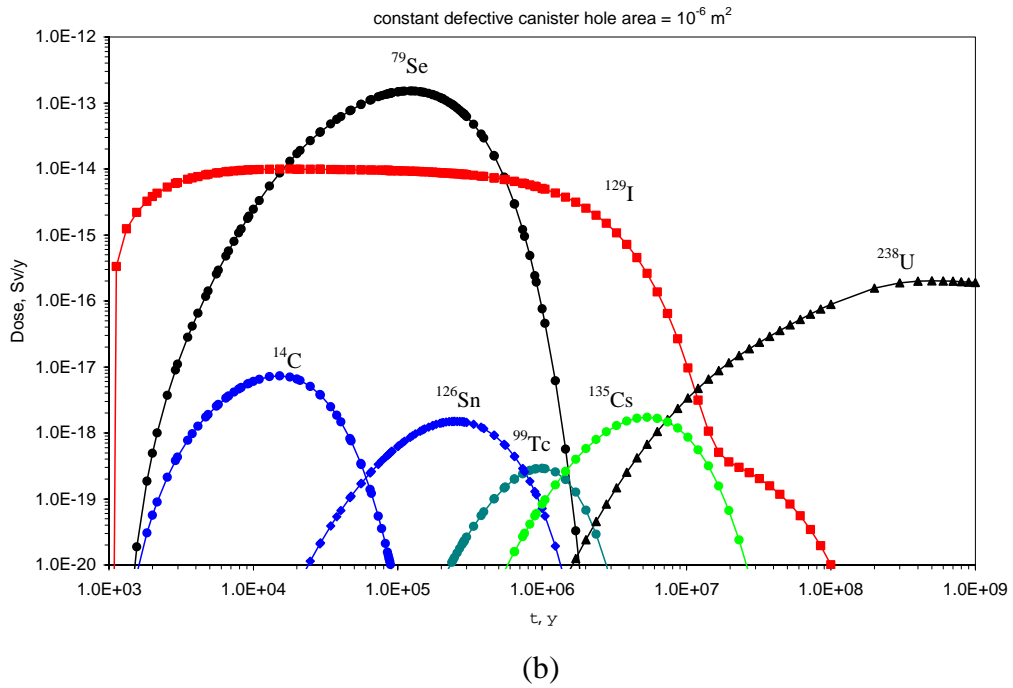 constant defective canister hole area = 10⁻⁶ m²
1.0E-12
1.0E-13
1.0E-14
1.0E-15
1.0E-16
1.0E-17
1.0E-18
1.0E-19
1.0E-20
Dose, Sv/y
⁷⁹Se
¹²⁹I
²³⁸U
¹⁴C
¹²⁶Sn
¹³⁵Cs
⁹⁹Tc
1.0E+03 1.0E+04 1.0E+05 1.0E+06 1.0E+07 1.0E+08 1.0E+09
t, y
(b)